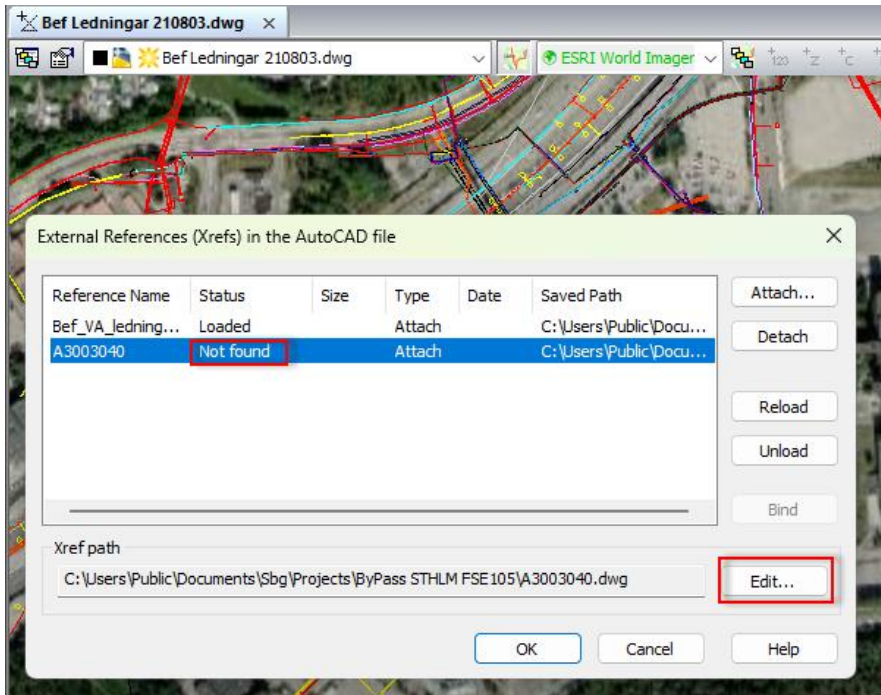 Bef Ledningar 210803.dwg ×
Bef Ledningar 210803.dwg ESRI World Imager 123 z c
External References (Xrefs) in the AutoCAD file
Reference Name Status Size Type Date Saved Path
Bef_VA_ledning... Loaded Attach C:\Users\Public\Docu...
A3003040 Not found Attach C:\Users\Public\Docu...
Attach...
Detach
Reload
Unload
Bind
Xref path
C:\Users\Public\Documents\Sbg\Projects\ByPass STHLM FSE105\A3003040.dwg Edit...
OK Cancel Help